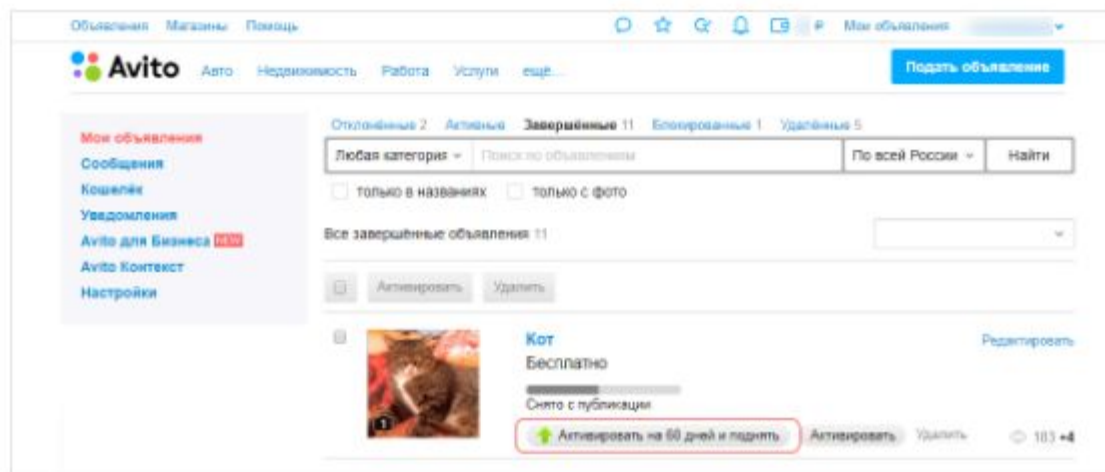 Объявления Магазины Помощь ₽ Мои объявления
Avito Авто Недвижимость Работа Услуги ещё... Подать объявление
Мои объявления
Сообщения
Кошелёк
Уведомления
Avito для Бизнеса NEW
Avito Контекст
Настройки
Отклонённые 2 Активные Завершённые 11 Блокированные 1 Удалённые 5
Любая категория Поиск по объявлениям По всей России Найти
только в названиях только с фото
Все завершённые объявления 11
Активировать Удалить
Кот Редактировать
Бесплатно
Снято с публикации
1 Активировать на 60 дней и поднять Активировать Удалить 183 +4